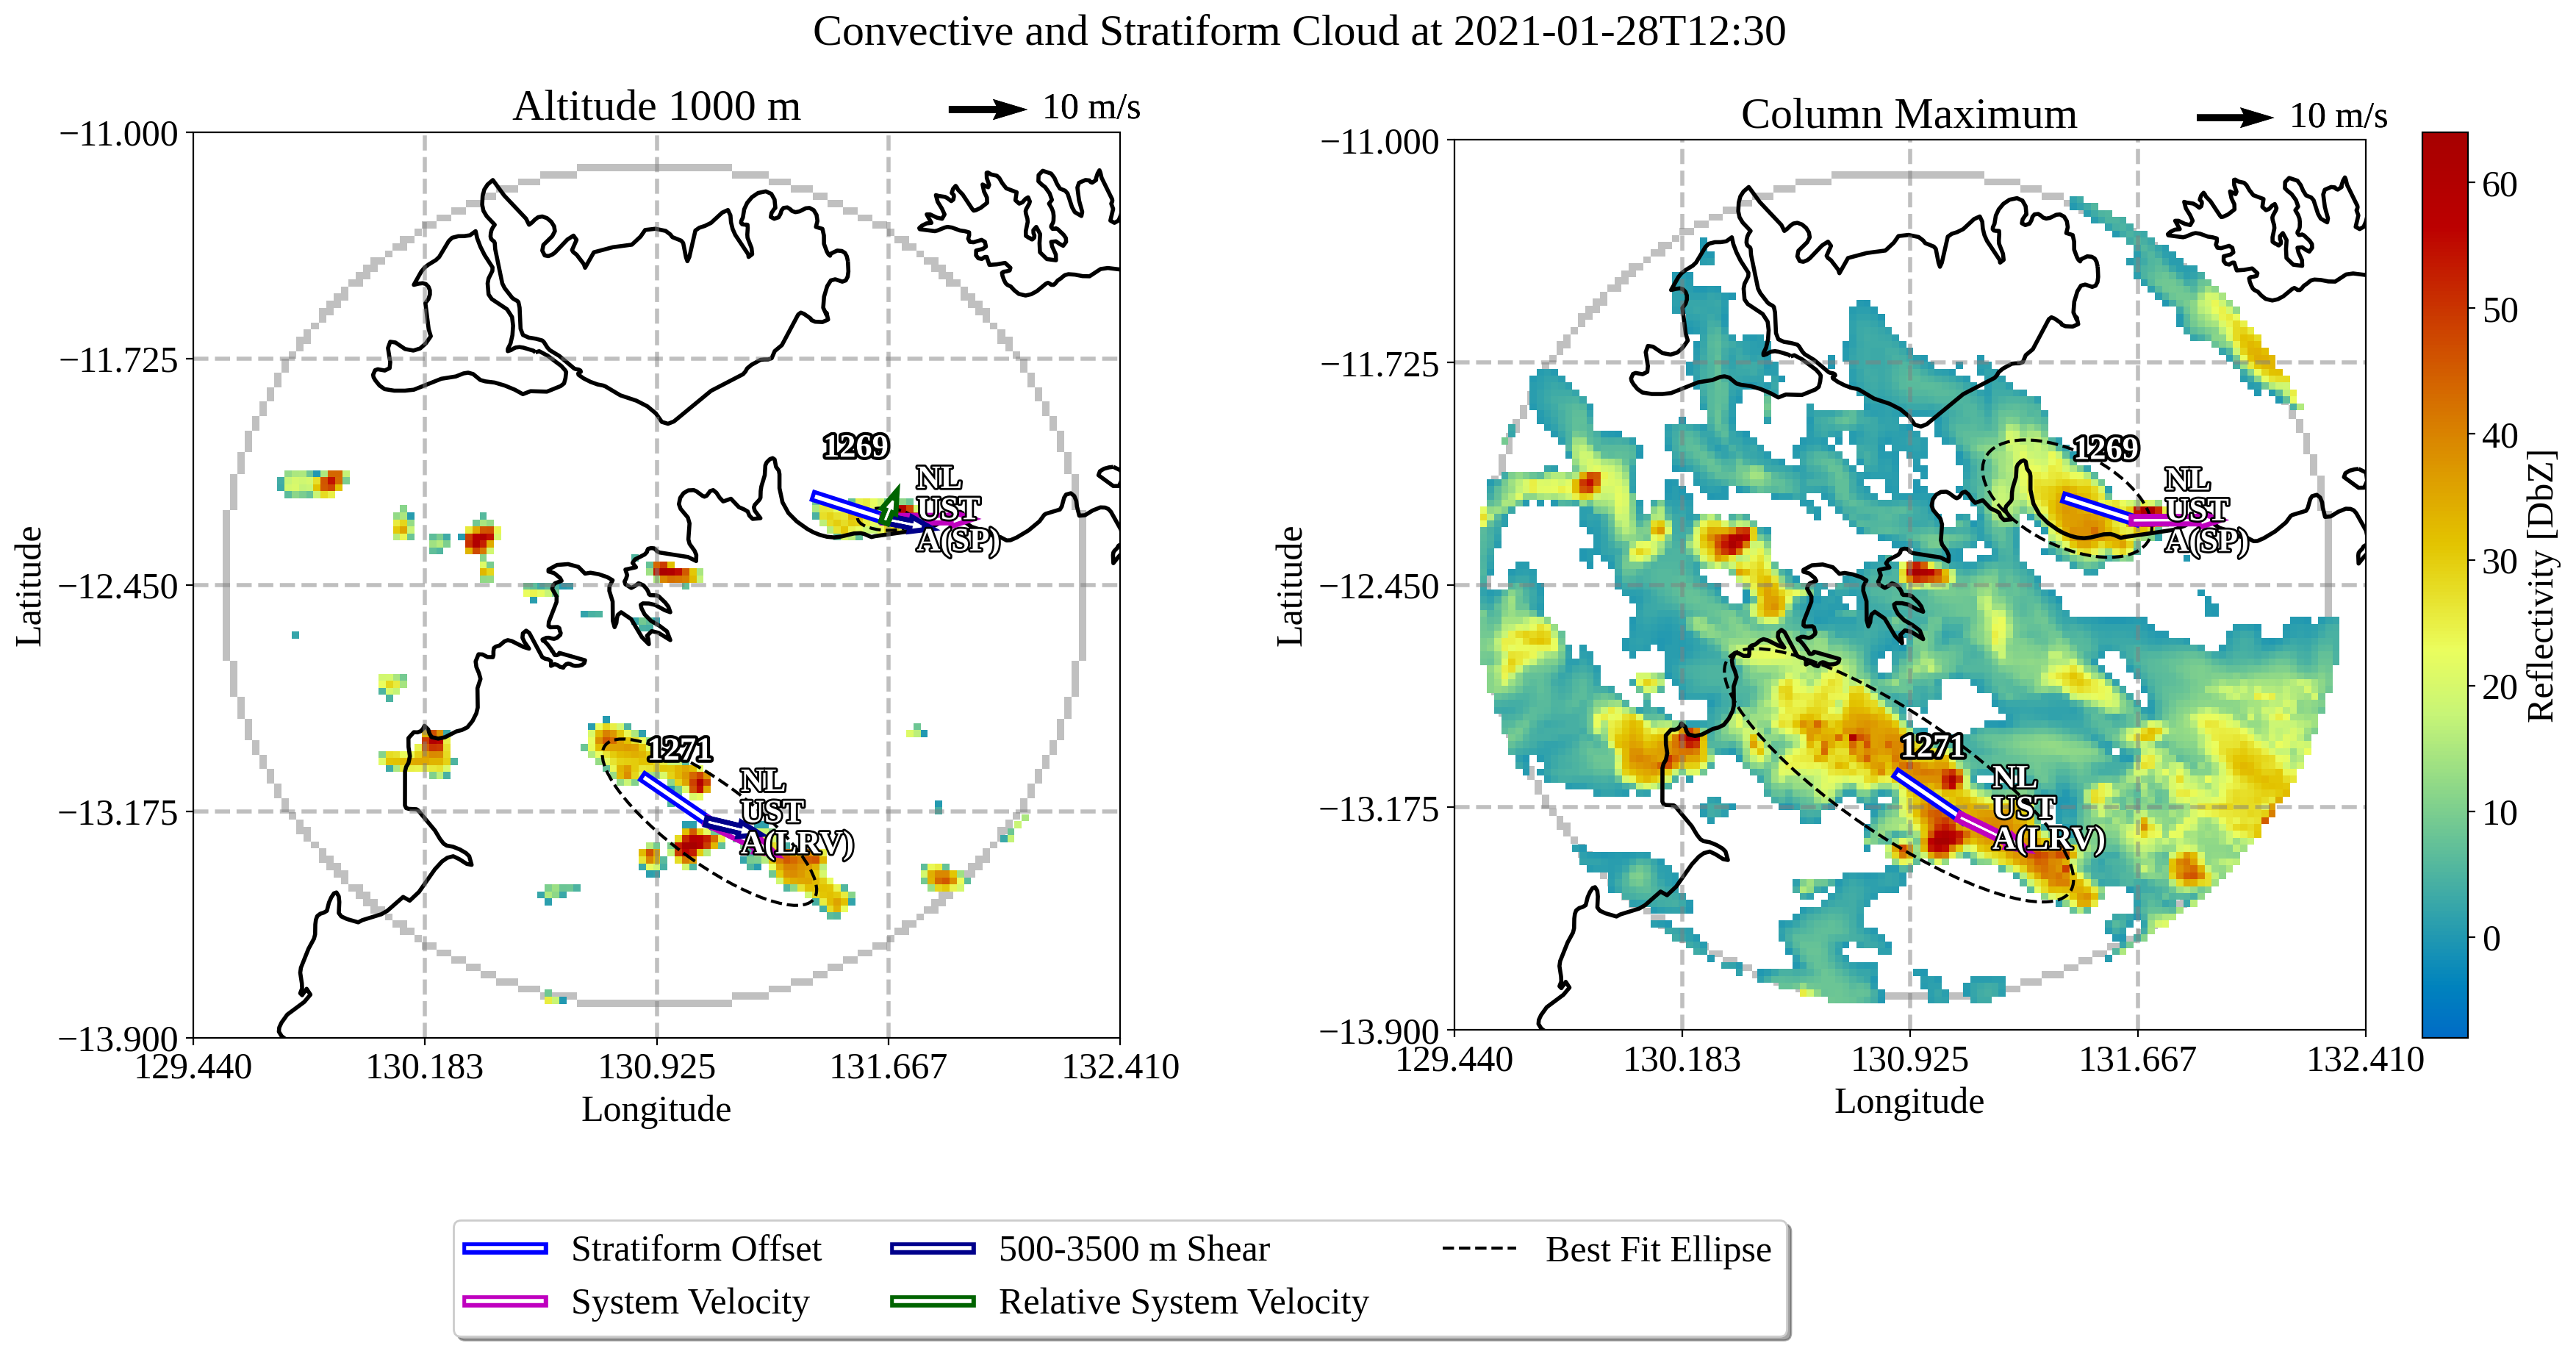 Convective and Stratiform Cloud at 2021-01-28T12:30
Altitude 1000 m
10 m/s
−11.000
−11.725
−12.450
−13.175
−13.900
Latitude
129.440
130.183
130.925
131.667
132.410
Longitude
1269
NL
UST
A(SP)
1271
NL
UST
A(LRV)
Column Maximum
10 m/s
−11.000
−11.725
−12.450
−13.175
−13.900
Latitude
129.440
130.183
130.925
131.667
132.410
Longitude
1269
NL
UST
A(SP)
1271
NL
UST
A(LRV)
60
50
40
30
20
10
0
Reflectivity [DbZ]
Stratiform Offset
System Velocity
500-3500 m Shear
Relative System Velocity
Best Fit Ellipse